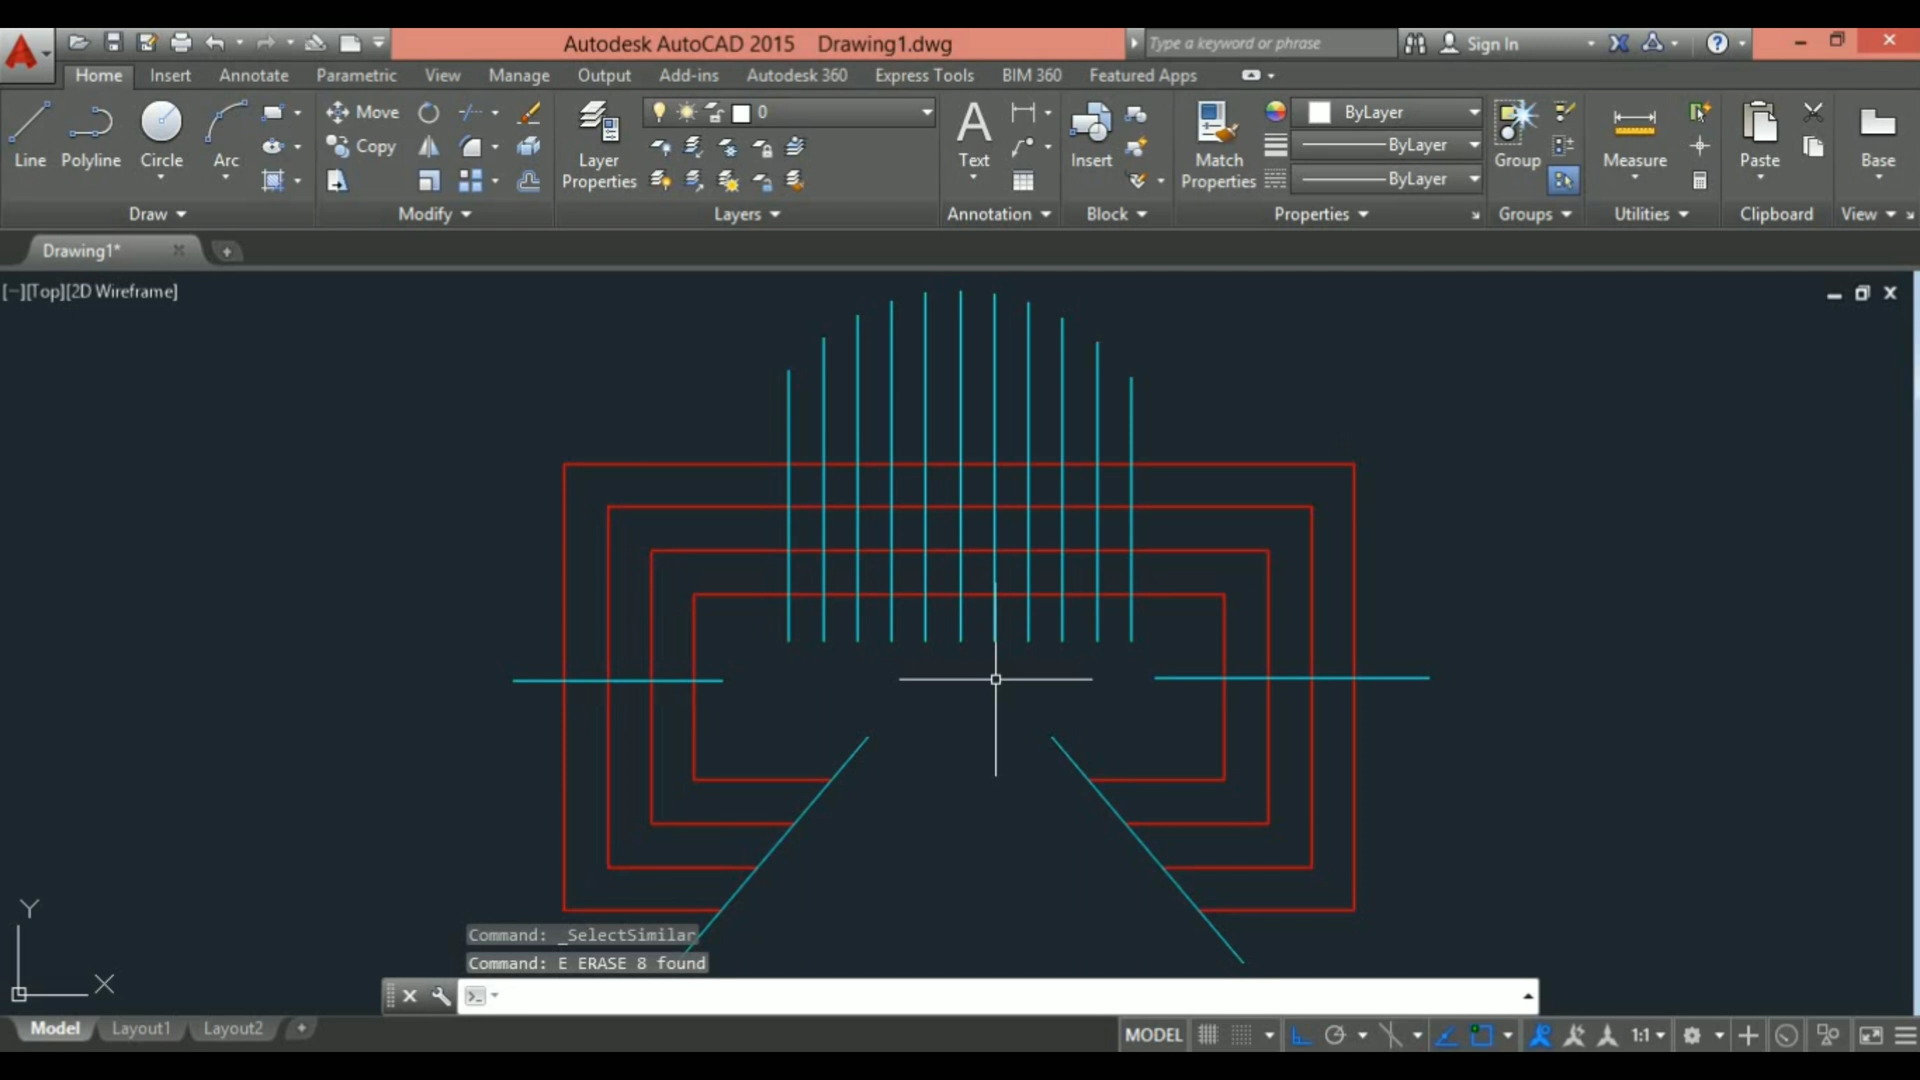 Autodesk AutoCAD 2015 Drawing1.dwg
Type a keyword or phrase
Sign In
Home Insert Annotate Parametric View Manage Output Add-ins Autodesk 360 Express Tools BIM 360 Featured Apps
Line Polyline Circle Arc
Draw
Move
Copy
Modify
Layer Properties
0
Layers
Text
Annotation
Insert
Block
Match Properties
ByLayer
ByLayer
ByLayer
Properties
Group
Groups
Measure
Utilities
Paste
Clipboard
Base
View
Drawing1*
[−][Top][2D Wireframe]
Y
X
Command: _SelectSimilar
Command: E ERASE 8 found
Model Layout1 Layout2
MODEL
1:1